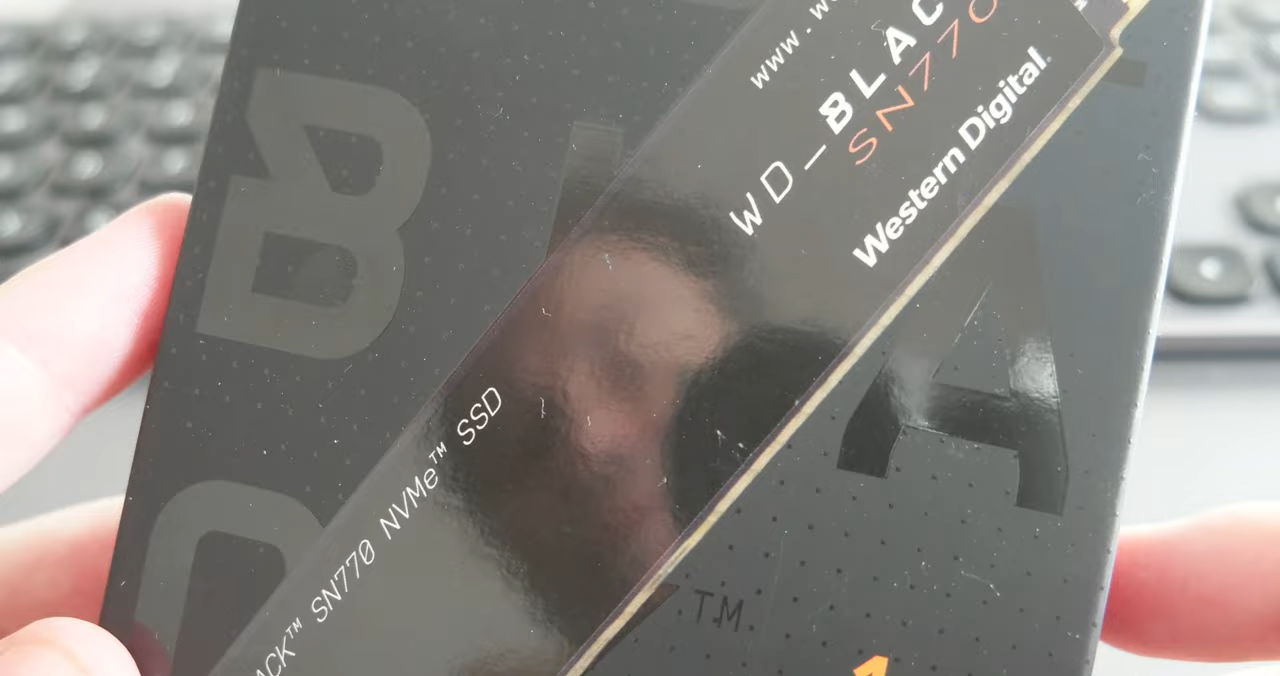 www.w
WD_BLAC
SN770
Western Digital®
ACK™ SN770 NVMe™ SSD
B
A
TM